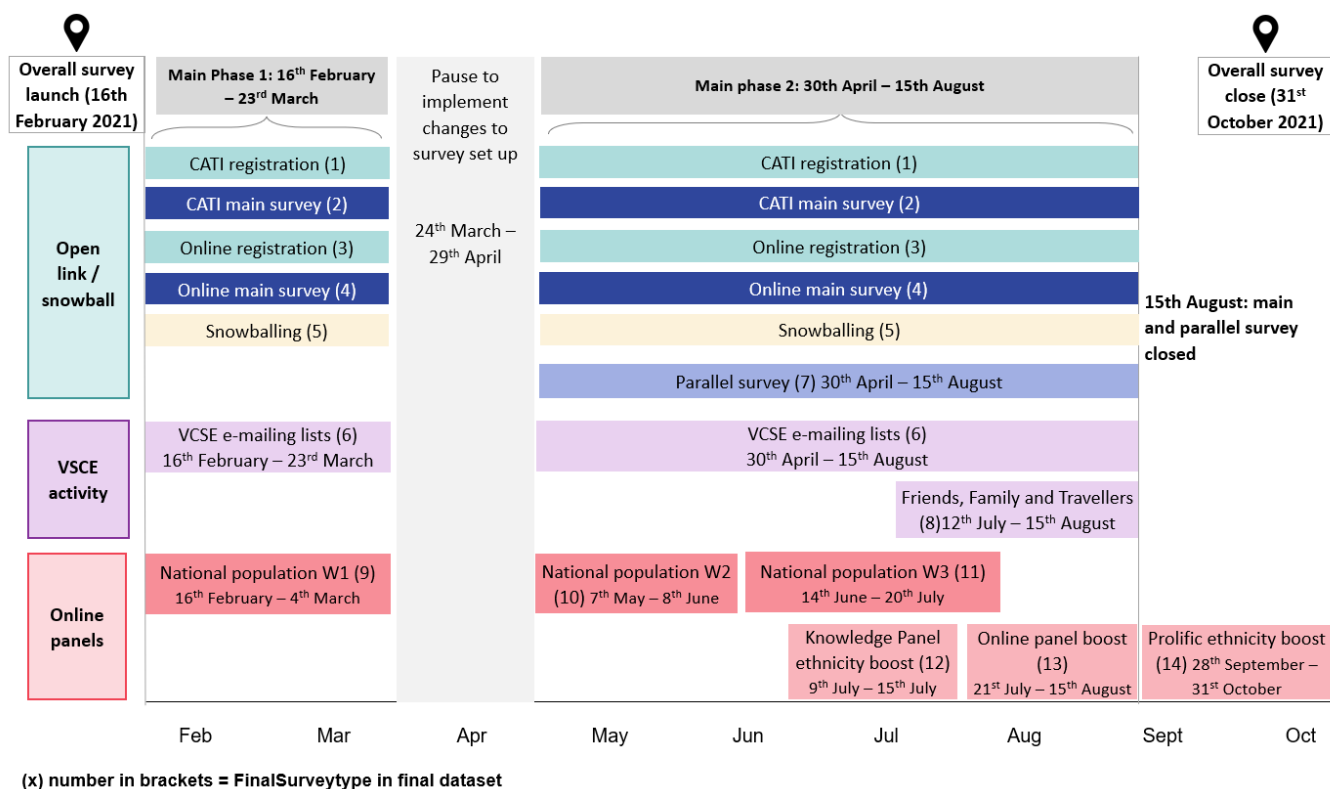 Overall survey
launch (16th
February 2021)
Main Phase 1: 16th February
– 23rd March
Pause to
implement
changes to
survey set up
24th March –
29th April
Main phase 2: 30th April – 15th August
Overall survey
close (31st
October 2021)
Open
link /
snowball
CATI registration (1)
CATI main survey (2)
Online registration (3)
Online main survey (4)
Snowballing (5)
CATI registration (1)
CATI main survey (2)
Online registration (3)
Online main survey (4)
Snowballing (5)
Parallel survey (7) 30th April – 15th August
15th August: main
and parallel survey
closed
VSCE
activity
VCSE e-mailing lists (6)
16th February – 23rd March
VCSE e-mailing lists (6)
30th April – 15th August
Friends, Family and Travellers
(8)12th July – 15th August
Online
panels
National population W1 (9)
16th February – 4th March
National population W2
(10) 7th May – 8th June
National population W3 (11)
14th June – 20th July
Knowledge Panel
ethnicity boost (12)
9th July – 15th July
Online panel boost
(13)
21st July – 15th August
Prolific ethnicity boost
(14) 28th September –
31st October
Feb Mar Apr May Jun Jul Aug Sept Oct
(x) number in brackets = FinalSurveytype in final dataset